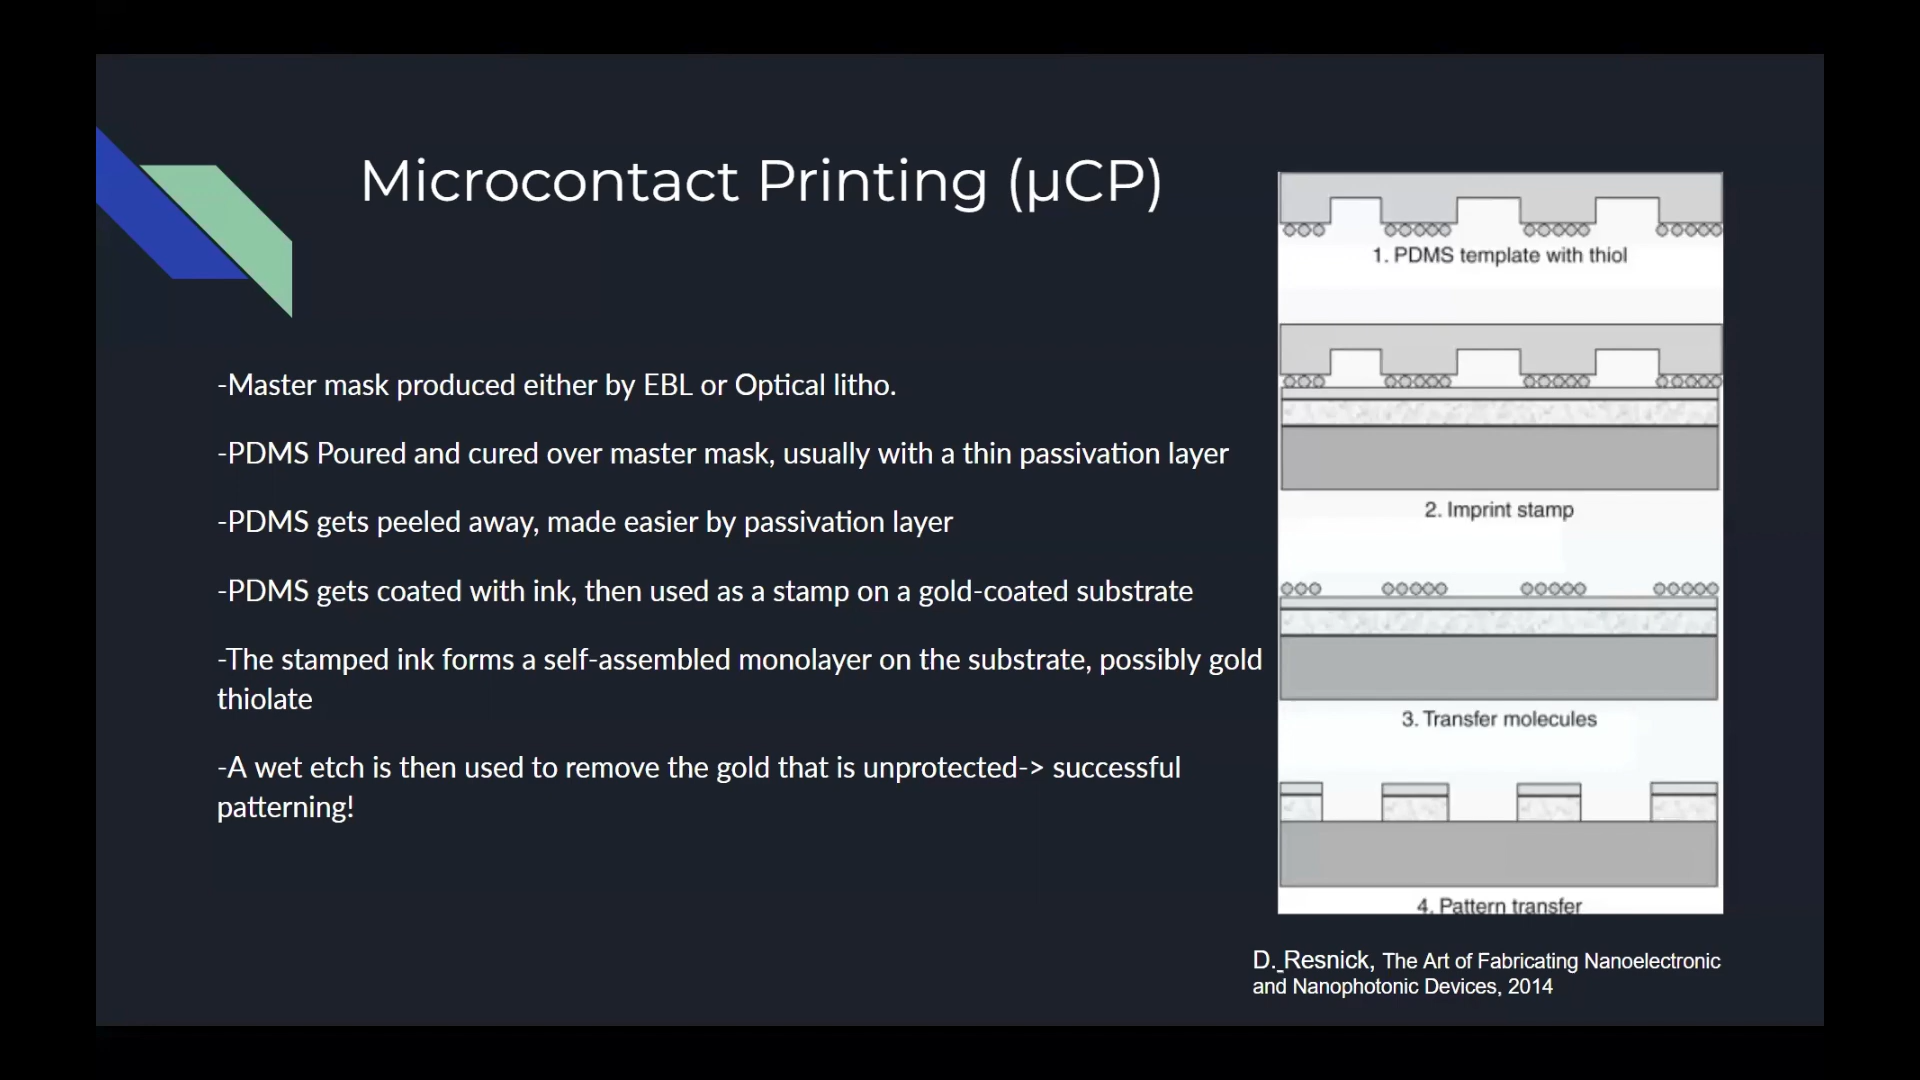 Microcontact Printing (µCP)
-Master mask produced either by EBL or Optical litho.
-PDMS Poured and cured over master mask, usually with a thin passivation layer
-PDMS gets peeled away, made easier by passivation layer
-PDMS gets coated with ink, then used as a stamp on a gold-coated substrate
-The stamped ink forms a self-assembled monolayer on the substrate, possibly gold
thiolate
-A wet etch is then used to remove the gold that is unprotected-> successful
patterning!
1. PDMS template with thiol
2. Imprint stamp
3. Transfer molecules
4. Pattern transfer
D. Resnick, The Art of Fabricating Nanoelectronic
and Nanophotonic Devices, 2014